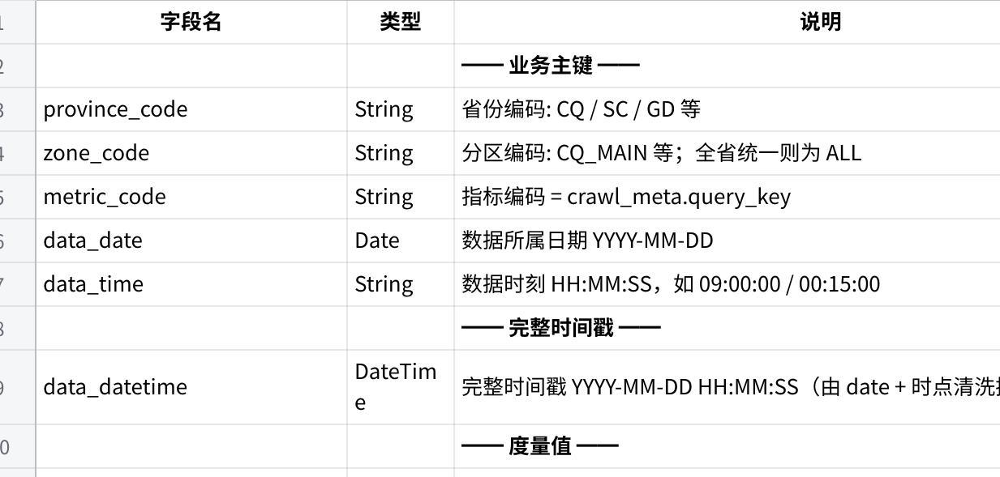 字段名 类型 说明
2 —— 业务主键 ——
3 province_code String 省份编码: CQ / SC / GD 等
4 zone_code String 分区编码: CQ_MAIN 等；全省统一则为 ALL
5 metric_code String 指标编码 = crawl_meta.query_key
6 data_date Date 数据所属日期 YYYY-MM-DD
7 data_time String 数据时刻 HH:MM:SS，如 09:00:00 / 00:15:00
8 —— 完整时间戳 ——
9 data_datetime DateTim
e 完整时间戳 YYYY-MM-DD HH:MM:SS（由 date + 时点清洗
0 —— 度量值 ——